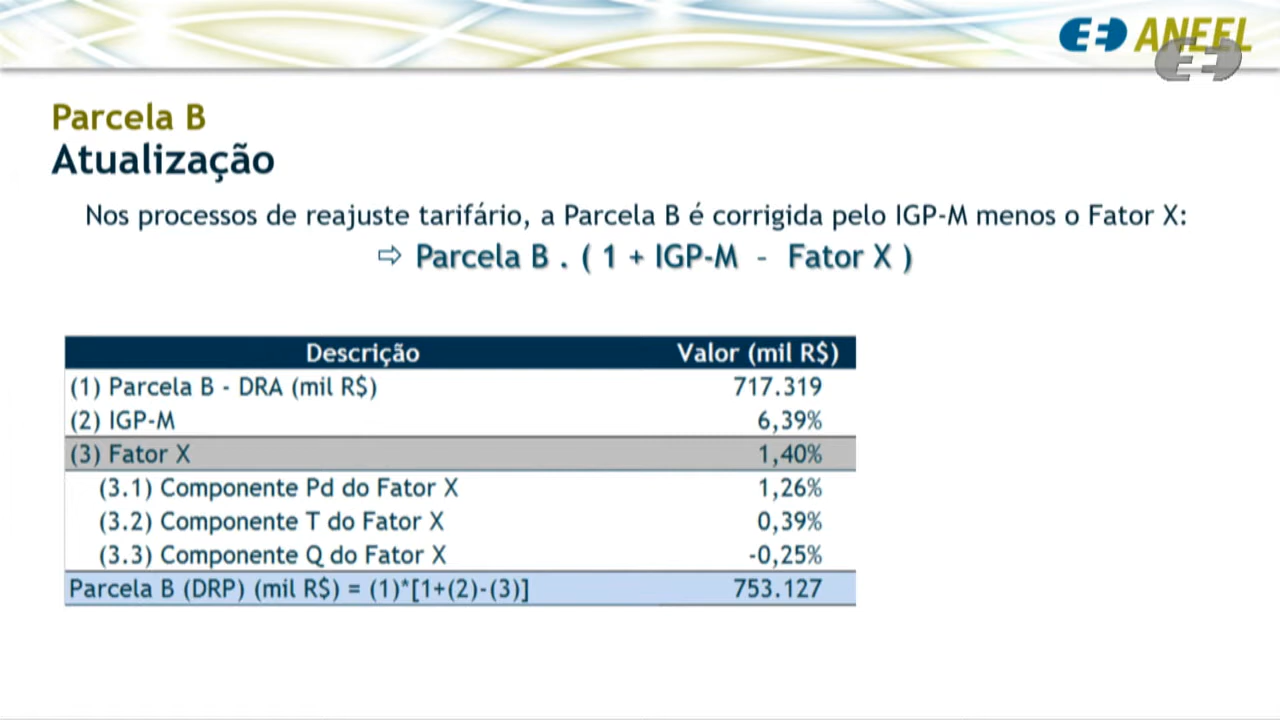 ANEEL
Parcela B
Atualização
Nos processos de reajuste tarifário, a Parcela B é corrigida pelo IGP-M menos o Fator X:
⇨ Parcela B . ( 1 + IGP-M - Fator X )
Descrição Valor (mil R$)
(1) Parcela B - DRA (mil R$) 717.319
(2) IGP-M 6,39%
(3) Fator X 1,40%
(3.1) Componente Pd do Fator X 1,26%
(3.2) Componente T do Fator X 0,39%
(3.3) Componente Q do Fator X -0,25%
Parcela B (DRP) (mil R$) = (1)*[1+(2)-(3)] 753.127